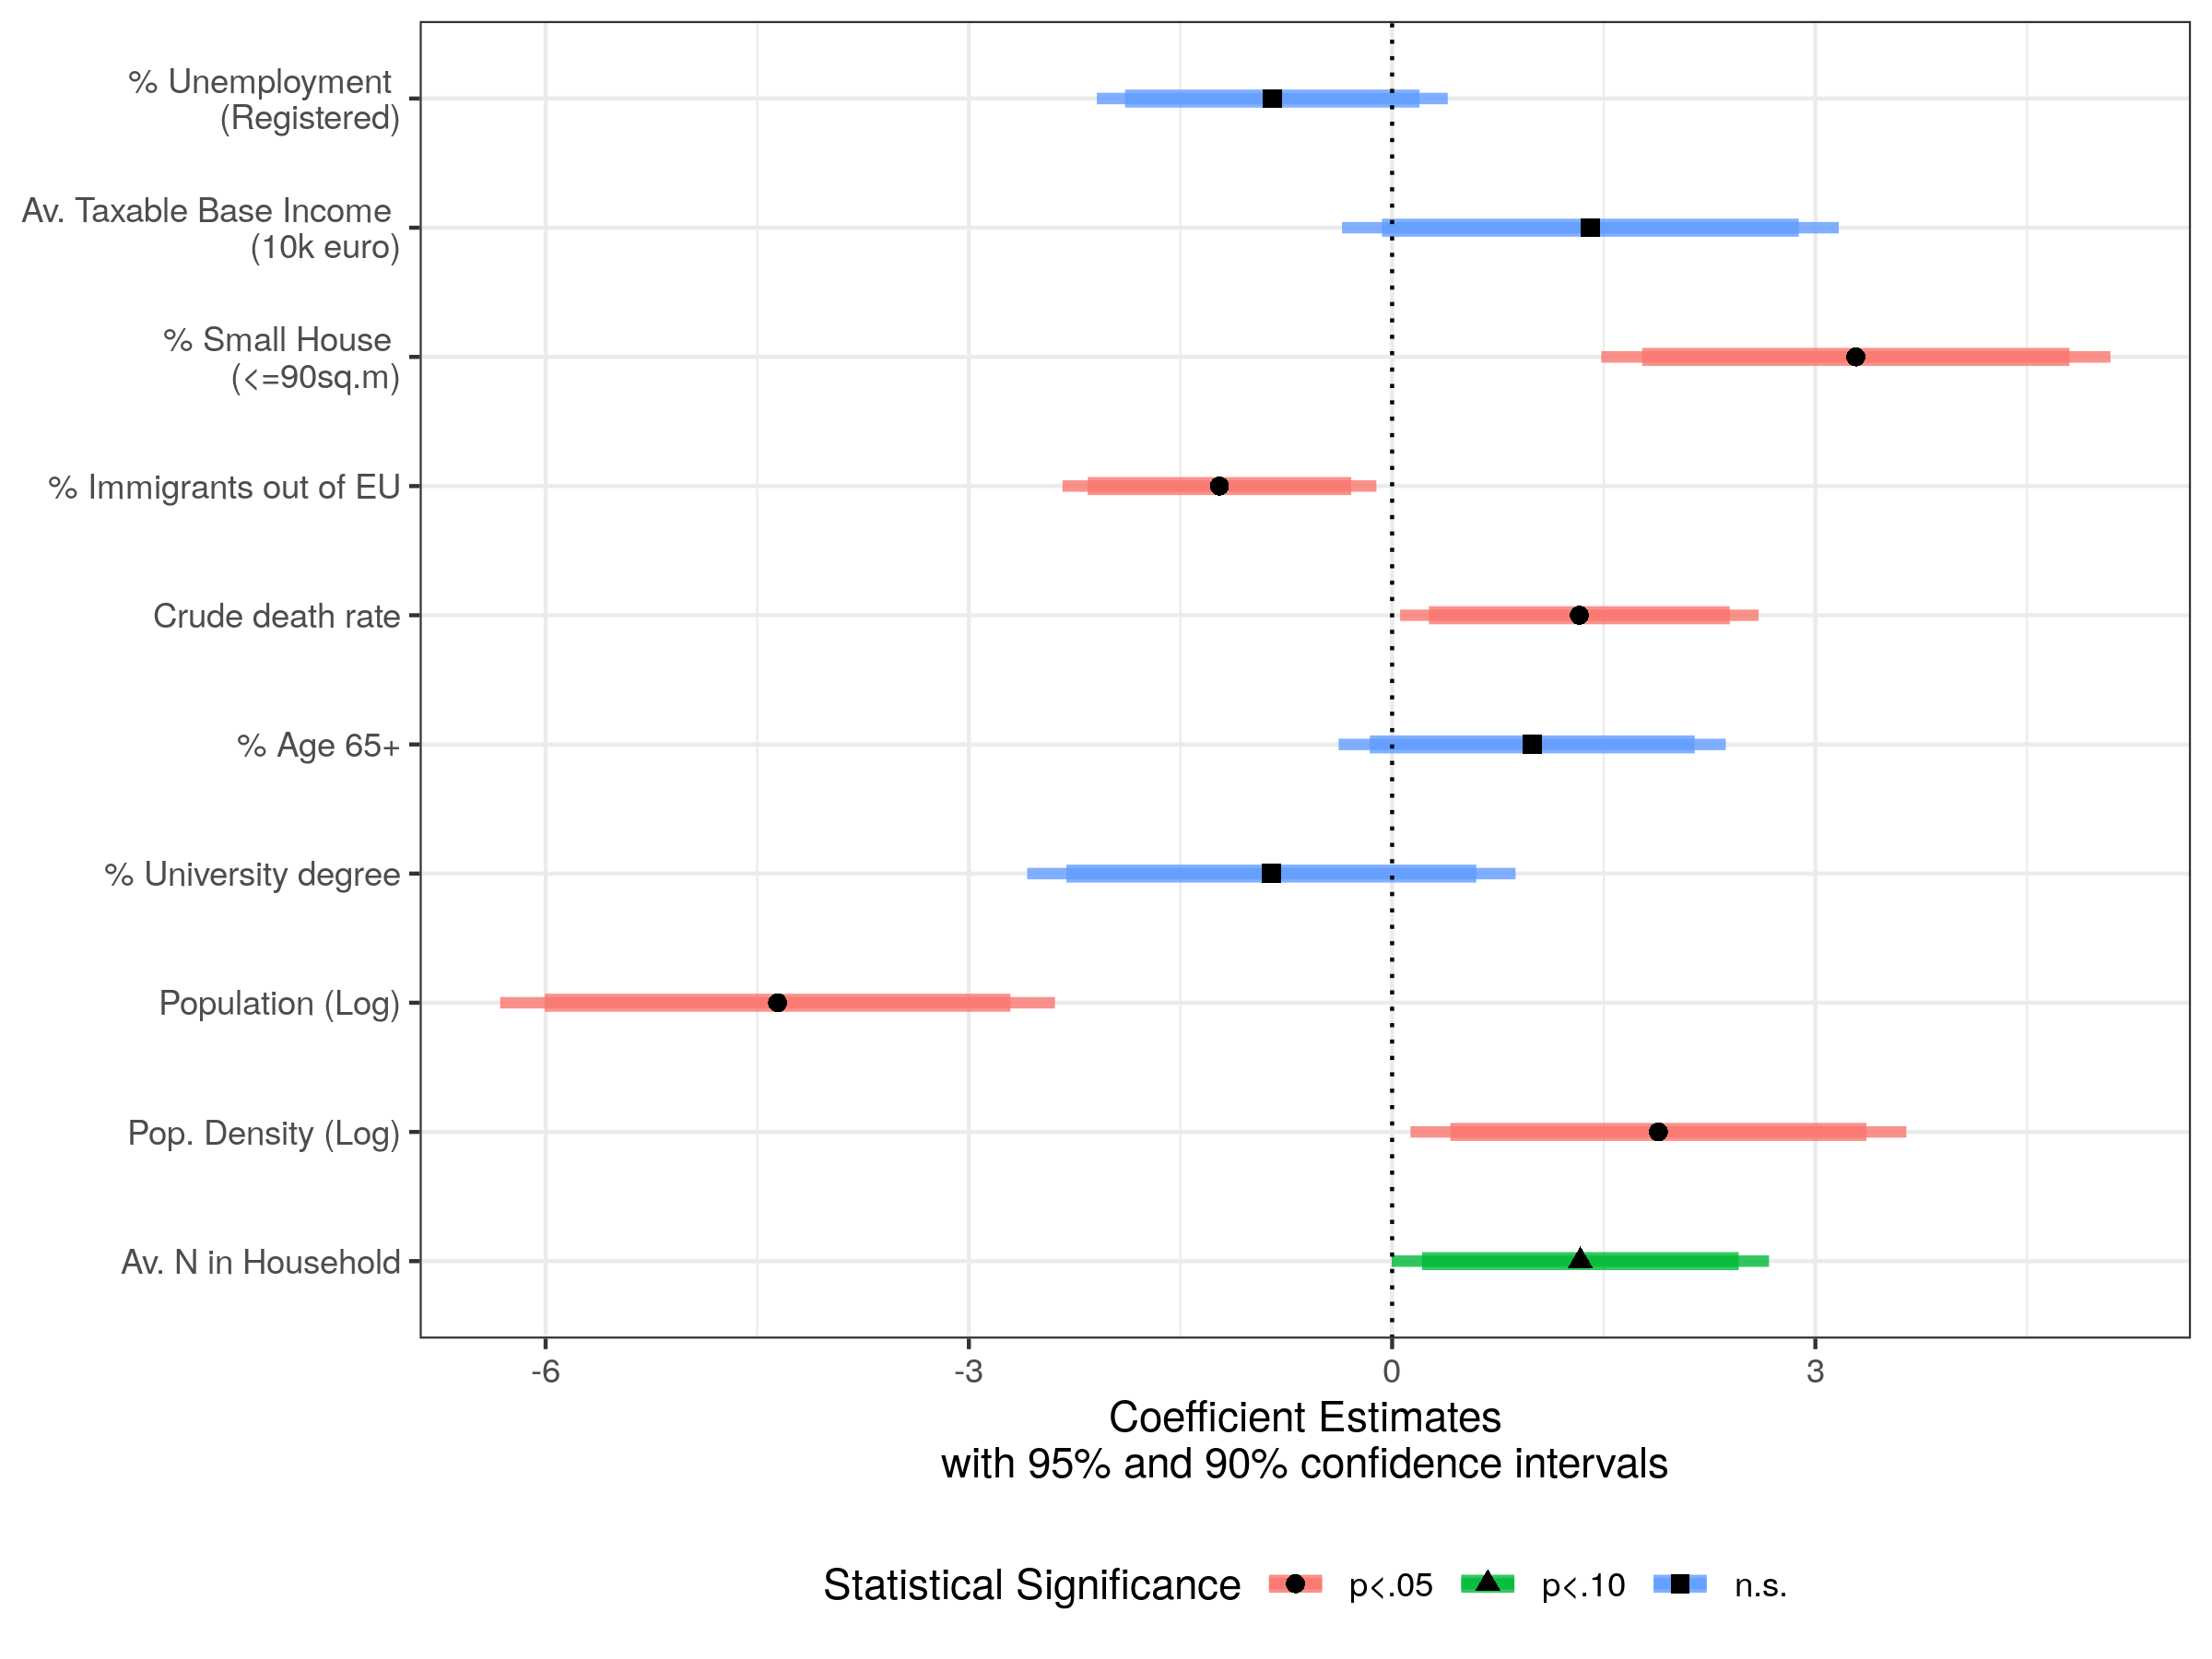 % Unemployment
(Registered)
Av. Taxable Base Income
(10k euro)
% Small House
(<=90sq.m)
% Immigrants out of EU
Crude death rate
% Age 65+
% University degree
Population (Log)
Pop. Density (Log)
Av. N in Household
-6 -3 0 3
Coefficient Estimates
with 95% and 90% confidence intervals
Statistical Significance p<.05 p<.10 n.s.